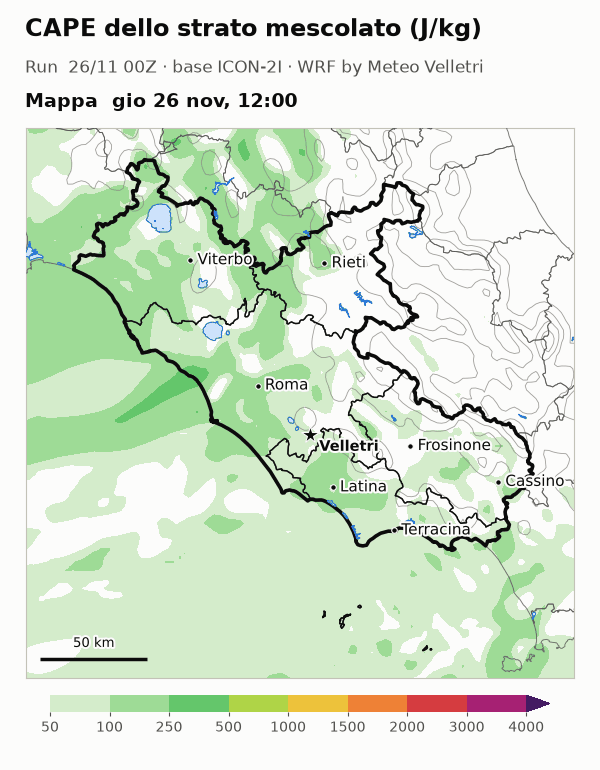 CAPE dello strato mescolato (J/kg)
Run  26/11 00Z · base ICON-2I · WRF by Meteo Velletri
Mappa  gio 26 nov, 12:00
Viterbo
Rieti
Roma
Velletri
Frosinone
Latina
Cassino
Terracina
50 km
50 100 250 500 1000 1500 2000 3000 4000